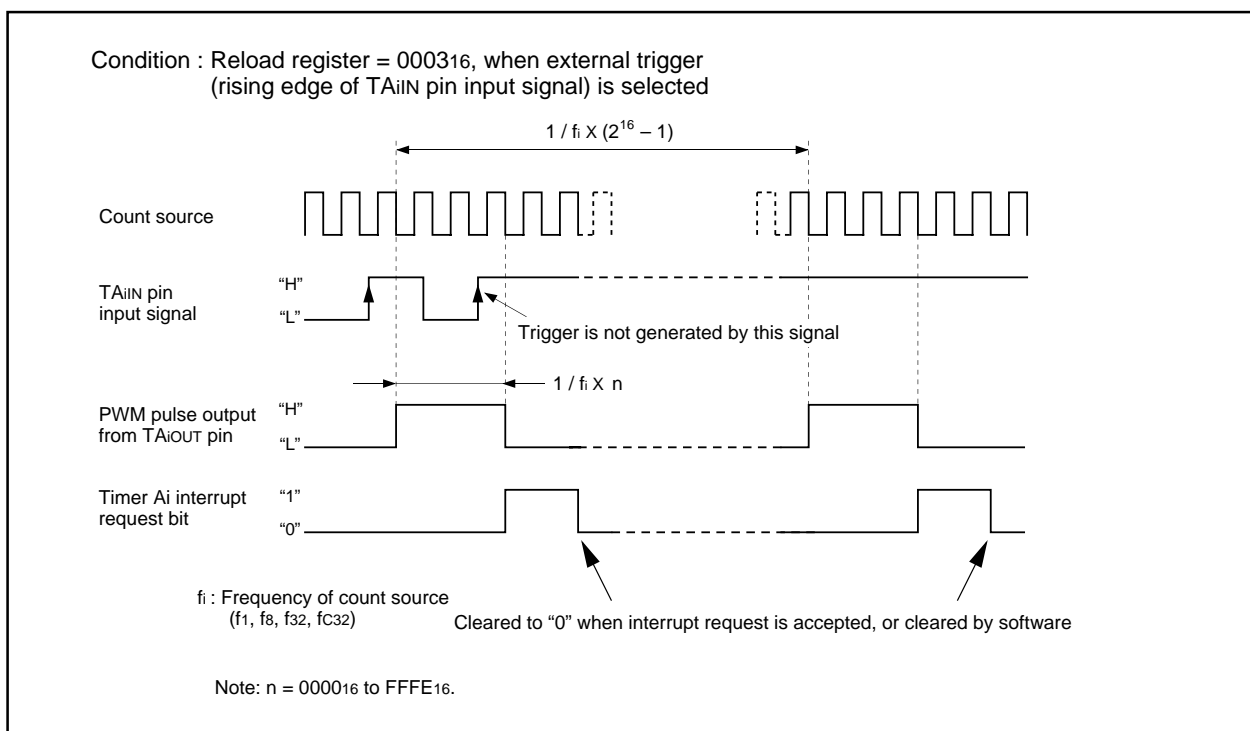 Condition : Reload register = 000316, when external trigger
(rising edge of TAiIN pin input signal) is selected
1 / fi X (2^16 – 1)
Count source
TAiIN pin
input signal
“H”
“L”
Trigger is not generated by this signal
1 / fi X n
PWM pulse output
from TAiOUT pin
“H”
“L”
Timer Ai interrupt
request bit
“1”
“0”
fi : Frequency of count source
(f1, f8, f32, fC32)
Cleared to “0” when interrupt request is accepted, or cleared by software
Note: n = 000016 to FFFE16.